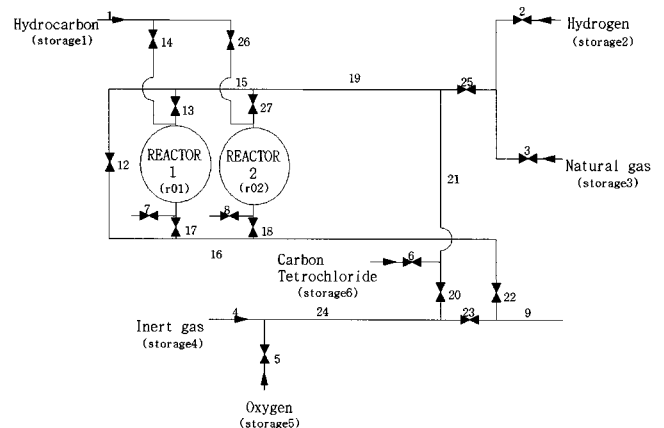 1
2
Hydrocarbon
(storage1)
14
26
Hydrogen
(storage2)
15
19
25
13
27
12
REACTOR
1
(r01)
REACTOR
2
(r02)
3
Natural gas
(storage3)
21
7
8
17
18
16
Carbon
Tetrochloride
(storage6)
6
20
22
Inert gas
(storage4)
4
24
23
9
5
Oxygen
(storage5)